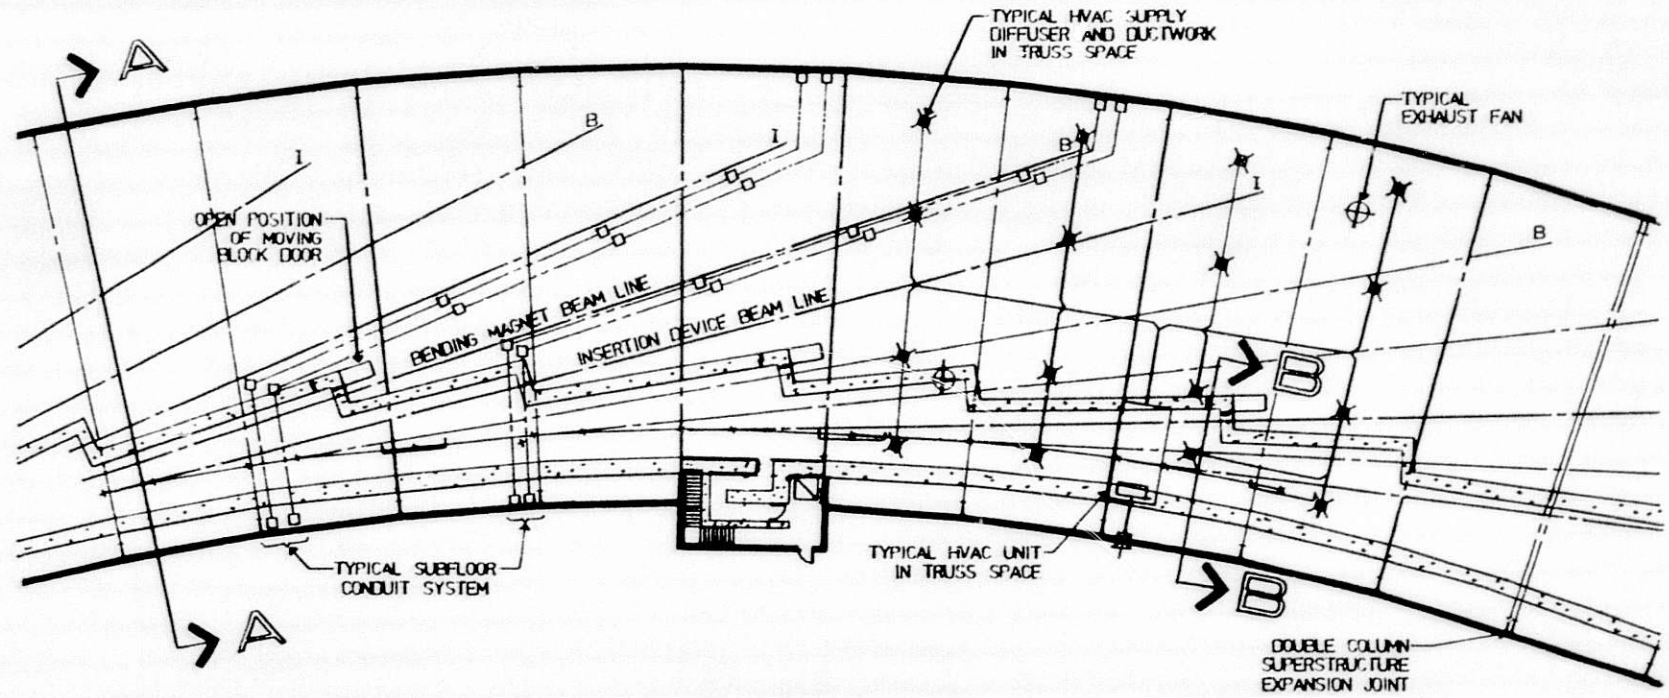 TYPICAL HVAC SUPPLY
DIFFUSER AND DUCTWORK
IN TRUSS SPACE
A
TYPICAL
EXHAUST FAN
B
I
B
I
I
OPEN POSITION
OF MOVING
BLOCK DOOR
B
BENDING MAGNET BEAM LINE
INSERTION DEVICE BEAM LINE
B
TYPICAL HVAC UNIT
IN TRUSS SPACE
TYPICAL SUBFLOOR
CONDUIT SYSTEM
B
A
DOUBLE COLUMN
SUPERSTRUCTURE
EXPANSION JOINT